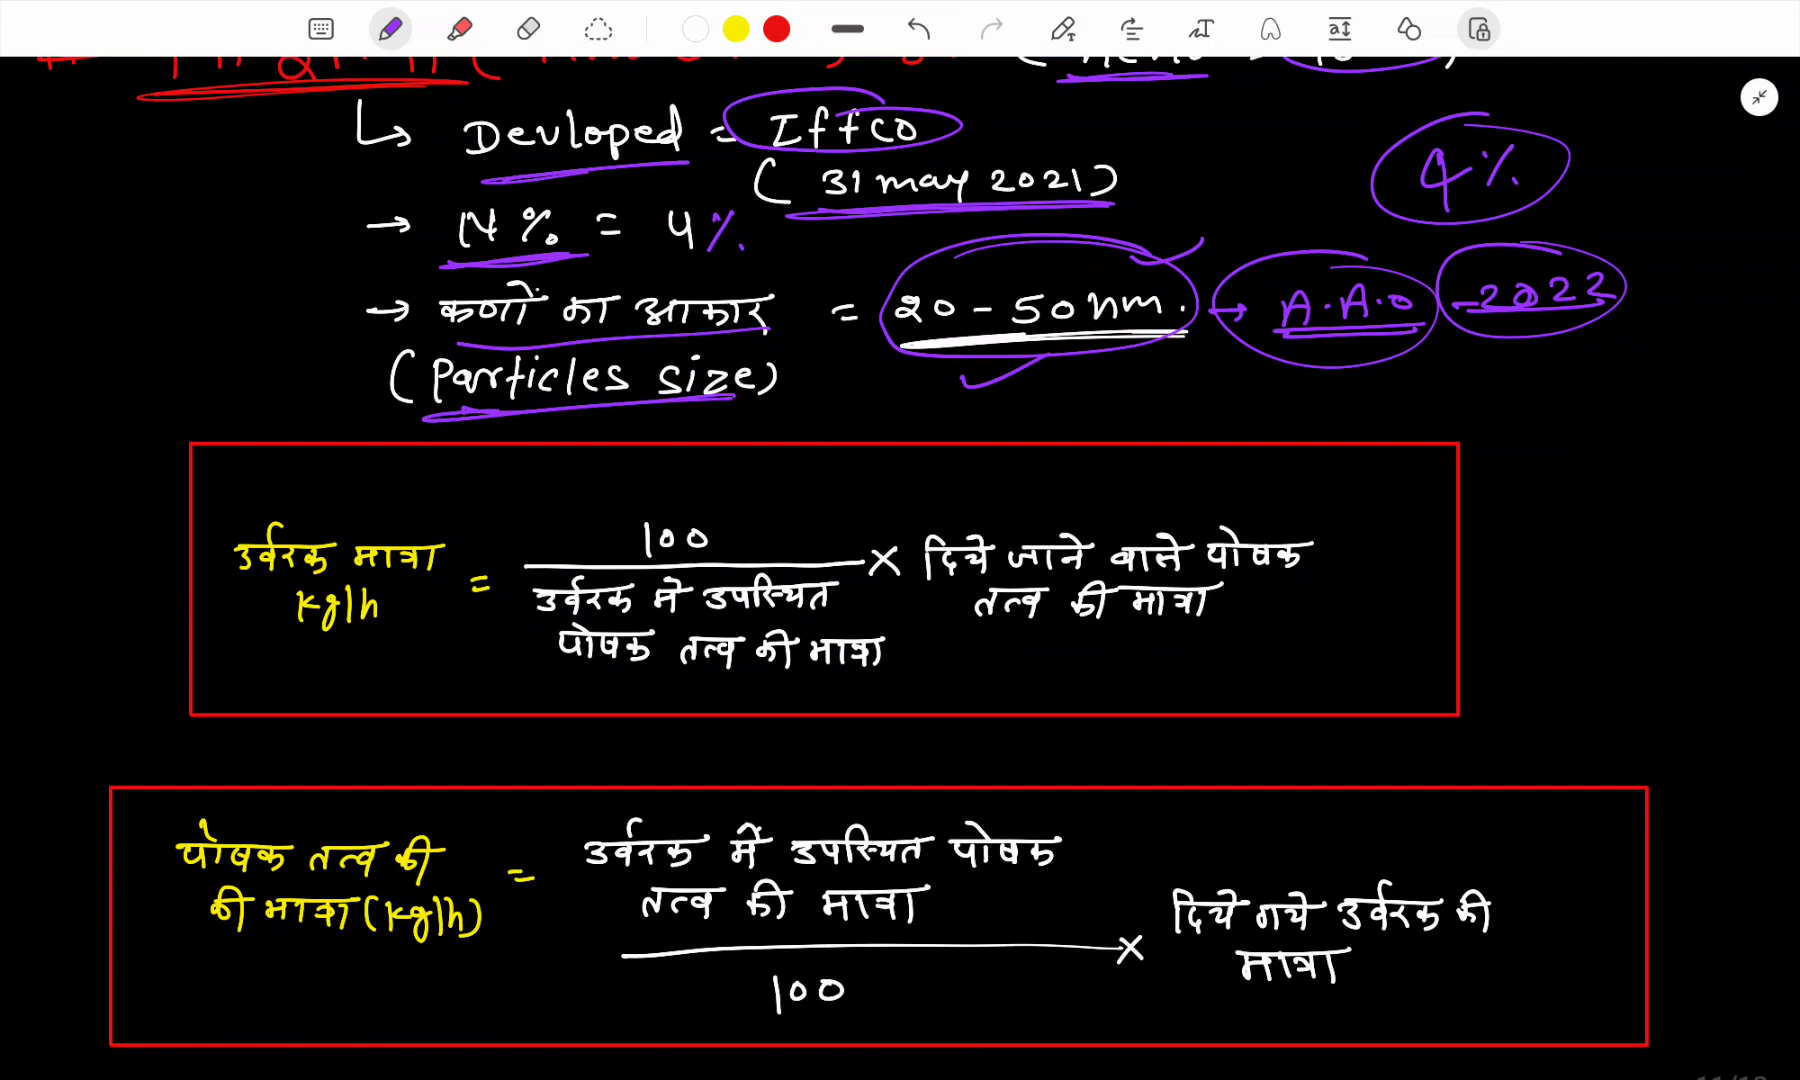 ↳ Devloped = Iffco
( 31 may 2021)
4%
→ N% = 4%
→ कणों का आकार = 20 - 50 nm. → A.A.O - 2022
(Particles size)
उर्वरक मात्रा kg/h = 100 / उर्वरक मे उपस्थित पोषक तत्व की मात्रा × दिये जाने वाले पोषक तत्व की मात्रा
पोषक तत्व की की मात्रा (kg/h) = उर्वरक में उपस्थित पोषक तत्व की मात्रा / 100 × दिये गये उर्वरक की मात्रा